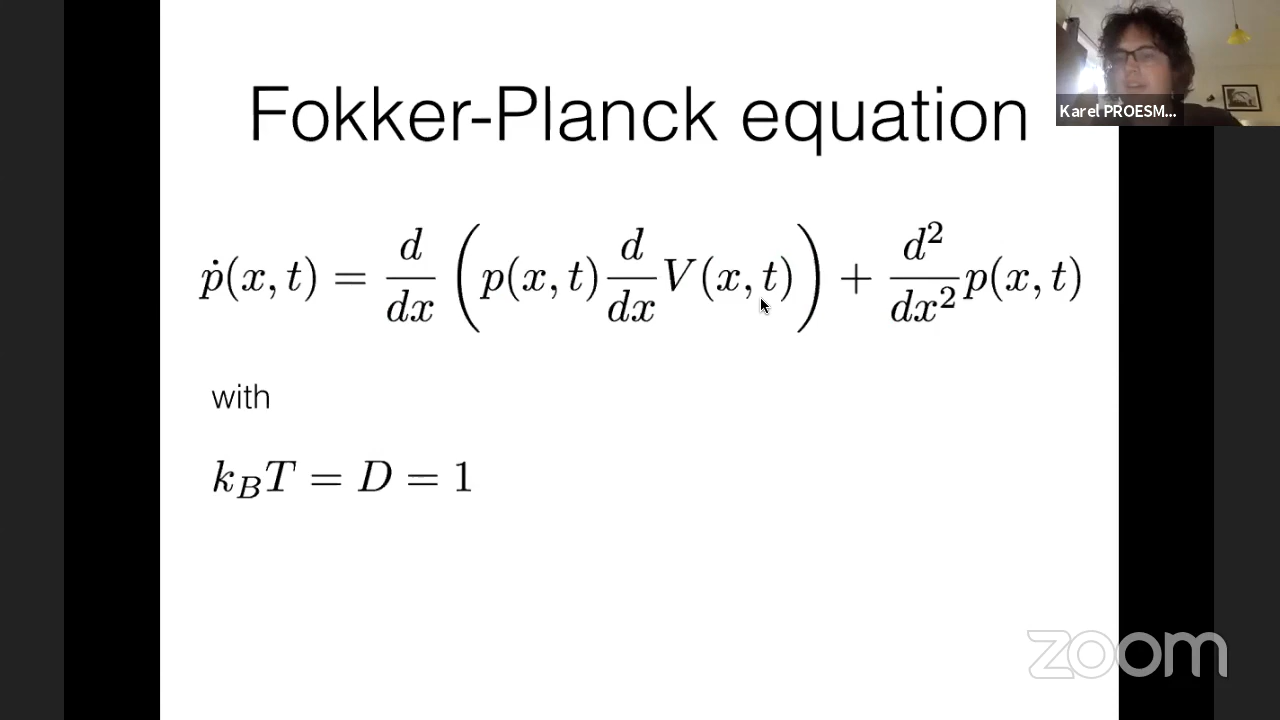 Fokker-Planck equation
Karel PROESM...
ṗ(x, t) = d/dx ( p(x, t) d/dx V(x, t) ) + d²/dx² p(x, t)
with
k_B T = D = 1
zoom